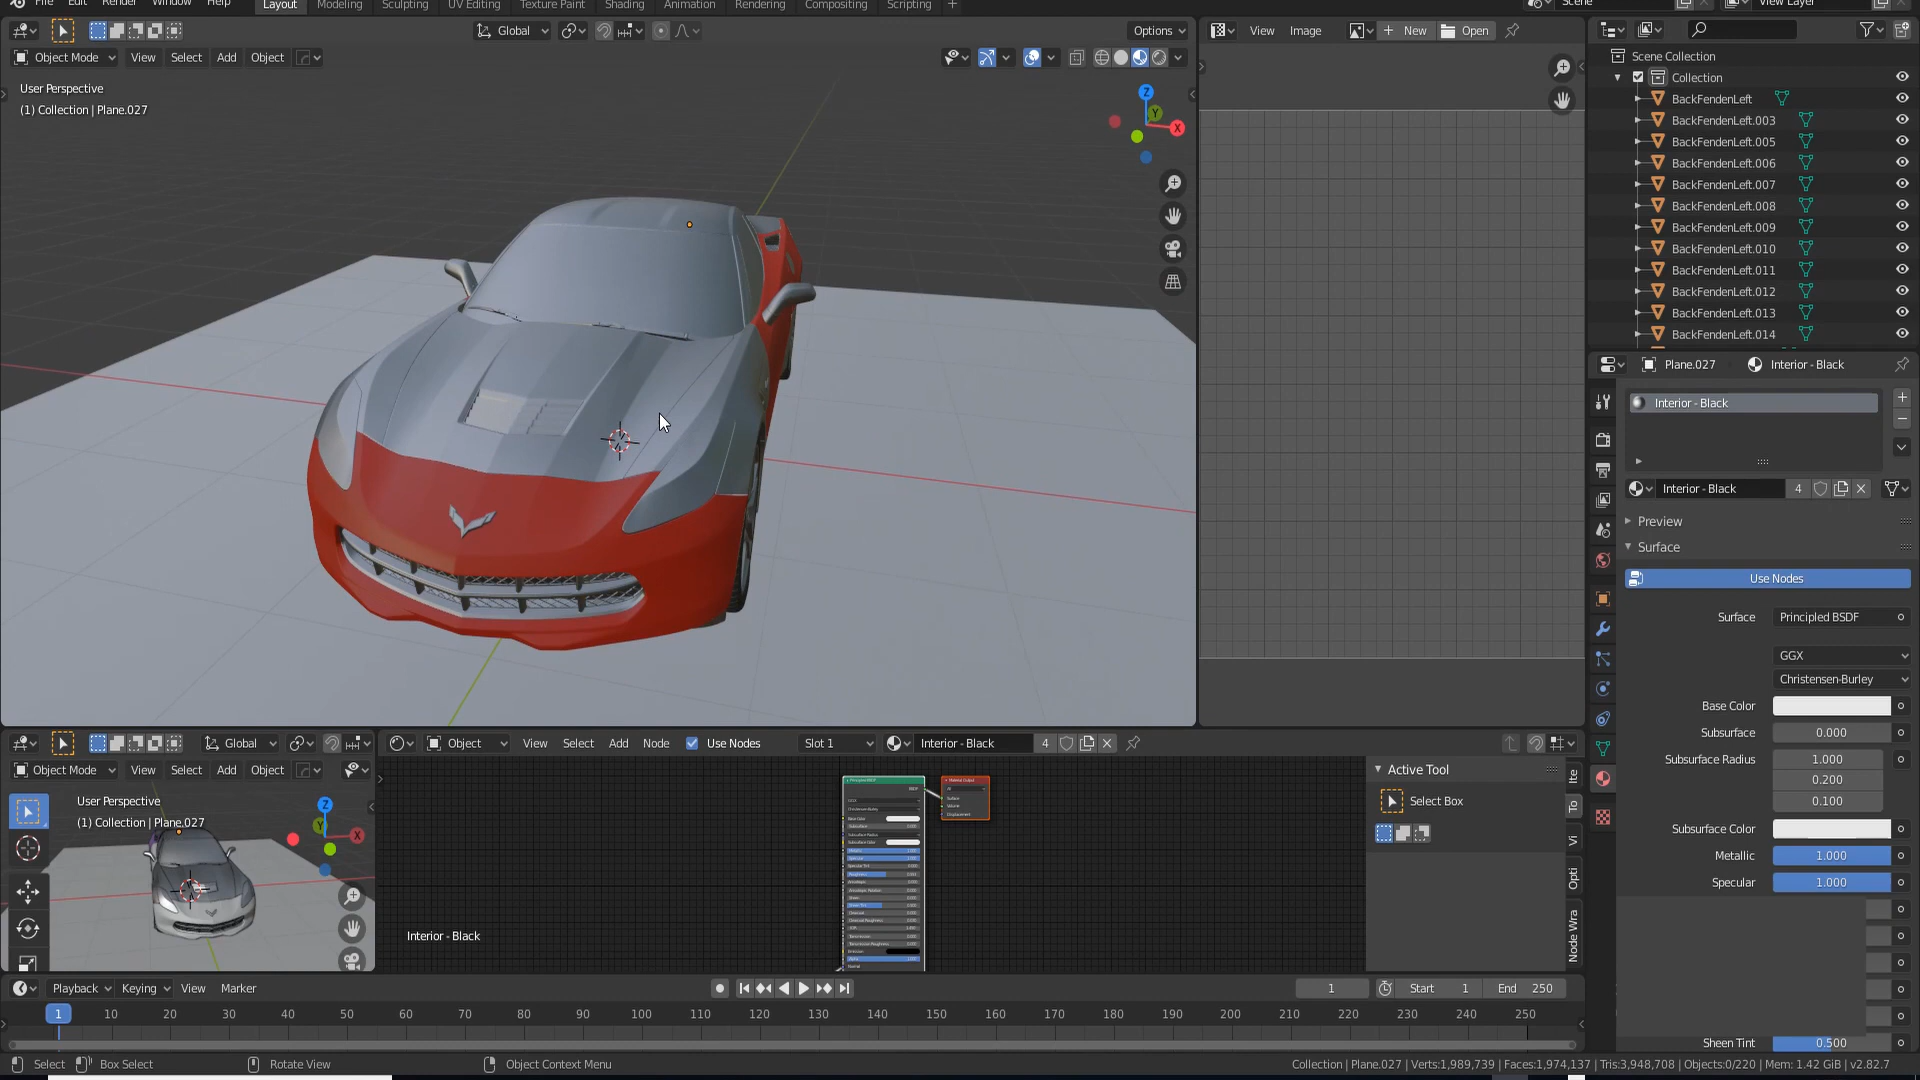 File Edit Render Window Help Layout Modeling Sculpting UV Editing Texture Paint Shading Animation Rendering Compositing Scripting + Scene View Layer
Global Options View Image New Open
Object Mode View Select Add Object
User Perspective
(1) Collection | Plane.027
Z
Y
X
Scene Collection
Collection
BackFendenLeft
BackFendenLeft.003
BackFendenLeft.005
BackFendenLeft.006
BackFendenLeft.007
BackFendenLeft.008
BackFendenLeft.009
BackFendenLeft.010
BackFendenLeft.011
BackFendenLeft.012
BackFendenLeft.013
BackFendenLeft.014
Plane.027 Interior - Black
Interior - Black
Interior - Black 4
Preview
Surface
Use Nodes
Surface Principled BSDF
GGX
Christensen-Burley
Base Color
Subsurface 0.000
Subsurface Radius 1.000
0.200
0.100
Subsurface Color
Metallic 1.000
Specular 1.000
Sheen Tint 0.500
Global
Object Mode View Select Add Object
User Perspective
(1) Collection | Plane.027
Z
Y
X
Object View Select Add Node Use Nodes Slot 1 Interior - Black 4
Interior - Black
Active Tool
Select Box
Ite
To
Vi
Opti
Node Wra
Playback Keying View Marker 1 Start 1 End 250
1 10 20 30 40 50 60 70 80 90 100 110 120 130 140 150 160 170 180 190 200 210 220 230 240 250
Select Box Select Rotate View Object Context Menu Collection | Plane.027 | Verts:1,989,739 | Faces:1,974,137 | Tris:3,948,708 | Objects:0/220 | Mem: 1.42 GiB | v2.82.7